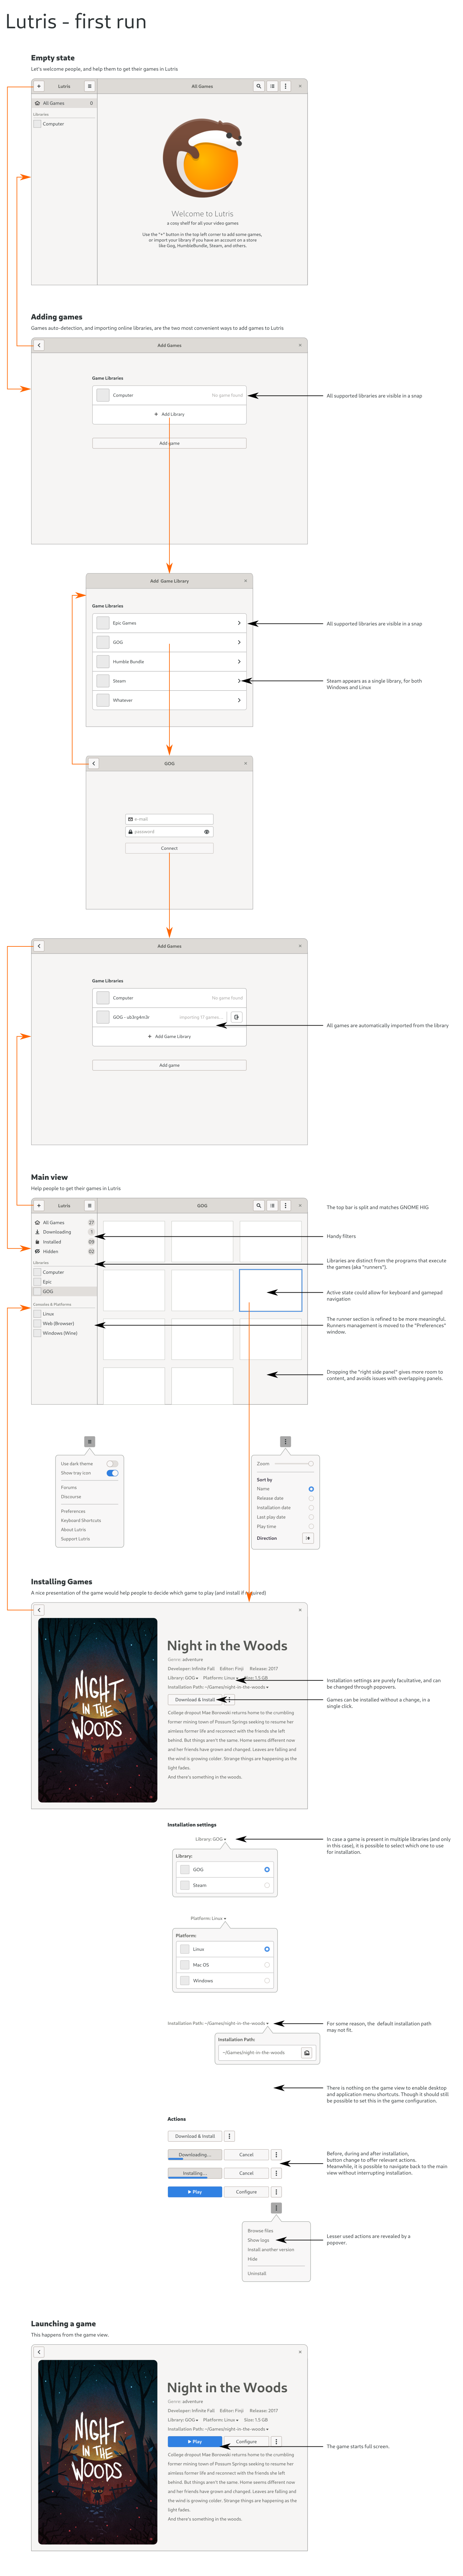 Lutris - first run
Empty state
Let's welcome people, and help them to get their games in Lutris
Lutris
All Games
All Games 0
Libraries
Computer
Welcome to Lutris
a cosy shelf for all your video games
Use the "+" button in the top left corner to add some games,
or import your library if you have an account on a store
like Gog, HumbleBundle, Steam, and others.
Adding games
Games auto-detection, and importing online libraries, are the two most convenient ways to add games to Lutris
Add Games
Game Libraries
Computer No game found
+ Add Library
Add game
All supported libraries are visible in a snap
Add Game Library
Game Libraries
Epic Games
GOG
Humble Bundle
Steam
Whatever
All supported libraries are visible in a snap
Steam appears as a single library, for both
Windows and Linux
GOG
e-mail
password
Connect
Add Games
Game Libraries
Computer No game found
GOG - importing 17 games...
+ Add Game Library
Add game
All games are automatically imported from the library
Main view
Help people to get their games in Lutris
Lutris
GOG
All Games 27
Downloading 1
Installed 09
Hidden 02
Libraries
Computer
Epic
GOG
Consoles & Platforms
Linux
Web (Browser)
Windows (Wine)
The top bar is split and matches GNOME HIG
Handy filters
Libraries are distinct from the programs that execute
the games (aka "runners").
Active state could allow for keyboard and gamepad
navigation
The runner section is refined to be more meaningful.
Runners management is moved to the "Preferences"
window.
Dropping the "right side panel" gives more room to
content, and avoids issues with overlapping panels.
Use dark theme
Show tray icon
Forums
Discourse
Preferences
Keyboard Shortcuts
About Lutris
Support Lutris
Zoom
Sort by
Name
Release date
Installation date
Last play date
Play time
Direction
Installing Games
A nice presentation of the game would help people to decide which game to play (and install if required)
NIGHT
IN THE
WOODS
Night in the Woods
Genre: adventure
Developer: Infinite Fall Editor: Finji Release: 2017
Library: GOG Platform: Linux Size: 1.5 GB
Installation Path: ~/Games/night-in-the-woods
Download & Install
College dropout Mae Borowski returns home to the crumbling
former mining town of Possum Springs seeking to resume her
aimless former life and reconnect with the friends she left
behind. But things aren't the same. Home seems different now
and her friends have grown and changed. Leaves are falling and
the wind is growing colder. Strange things are happening as the
light fades.
And there's something in the woods.
Installation settings are purely facultative, and can
be changed through popovers.
Games can be installed without a change, in a
single click.
Installation settings
Library: GOG
Library:
GOG
Steam
In case a game is present in multiple libraries (and only
in this case), it is possible to select which one to use
for installation.
Platform: Linux
Platform:
Linux
Mac OS
Windows
Installation Path: ~/Games/night-in-the-woods
Installation Path:
~/Games/night-in-the-woods
For some reason, the default installation path
may not fit.
There is nothing on the game view to enable desktop
and application menu shortcuts. Though it should still
be possible to set this in the game configuration.
Actions
Download & Install
Downloading... Cancel
Installing... Cancel
Play Configure
Before, during and after installation,
button change to offer relevant actions.
Meanwhile, it is possible to navigate back to the main
view without interrupting installation.
Browse files
Show logs
Install another version
Hide
Uninstall
Lesser used actions are revealed by a
popover.
Launching a game
This happens from the game view.
NIGHT
IN THE
WOODS
Night in the Woods
Genre: adventure
Developer: Infinite Fall Editor: Finji Release: 2017
Library: GOG Platform: Linux Size: 1.5 GB
Installation Path: ~/Games/night-in-the-woods
Play Configure
College dropout Mae Borowski returns home to the crumbling
former mining town of Possum Springs seeking to resume her
aimless former life and reconnect with the friends she left
behind. But things aren't the same. Home seems different now
and her friends have grown and changed. Leaves are falling and
the wind is growing colder. Strange things are happening as the
light fades.
And there's something in the woods.
The game starts full screen.